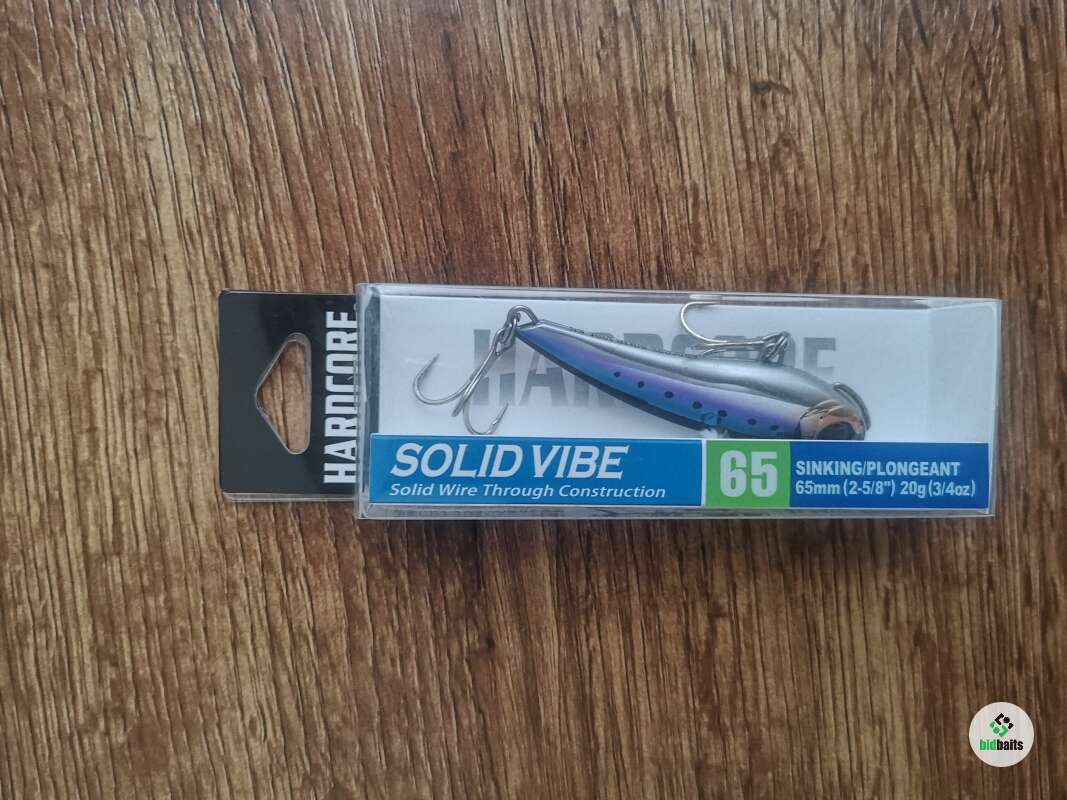 HARDCORE
HARDCORE
SOLID VIBE
Solid Wire Through Construction
65
SINKING/PLONGEANT
65mm (2-5/8") 20g (3/4oz)
bidbaits